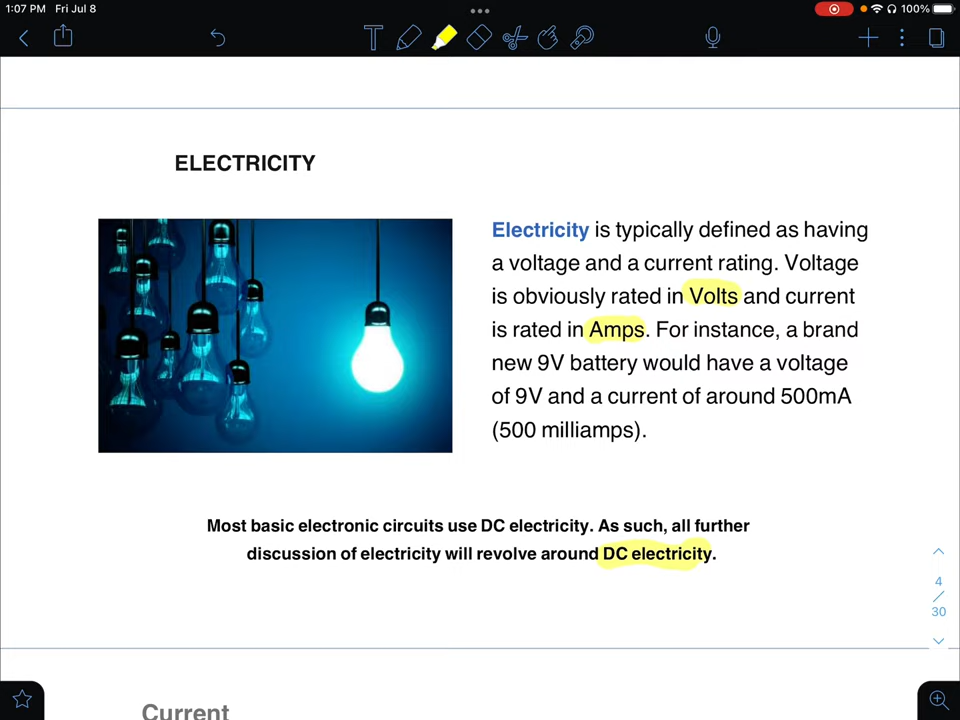 1:07 PM Fri Jul 8
100%
ELECTRICITY
Electricity is typically defined as having
a voltage and a current rating. Voltage
is obviously rated in Volts and current
is rated in Amps. For instance, a brand
new 9V battery would have a voltage
of 9V and a current of around 500mA
(500 milliamps).
Most basic electronic circuits use DC electricity. As such, all further
discussion of electricity will revolve around DC electricity.
4
/
30
Current